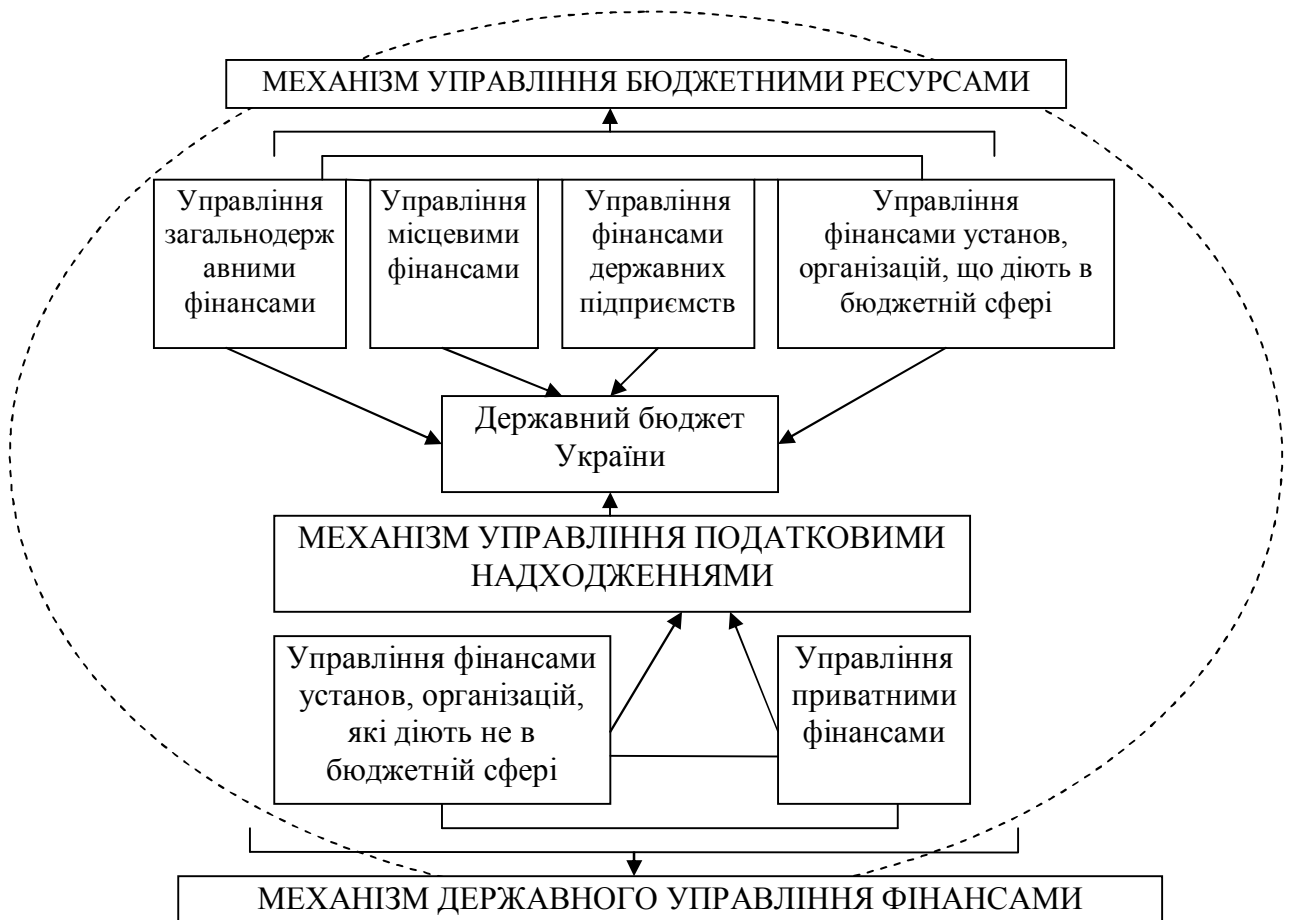 МЕХАНІЗМ УПРАВЛІННЯ БЮДЖЕТНИМИ РЕСУРСАМИ
Управління
загальнодерж
авними
фінансами
Управління
місцевими
фінансами
Управління
фінансами
державних
підприємств
Управління
фінансами установ,
організацій, що діють в
бюджетній сфері
Державний бюджет
України
МЕХАНІЗМ УПРАВЛІННЯ ПОДАТКОВИМИ
НАДХОДЖЕННЯМИ
Управління фінансами
установ, організацій,
які діють не в
бюджетній сфері
Управління
приватними
фінансами
МЕХАНІЗМ ДЕРЖАВНОГО УПРАВЛІННЯ ФІНАНСАМИ